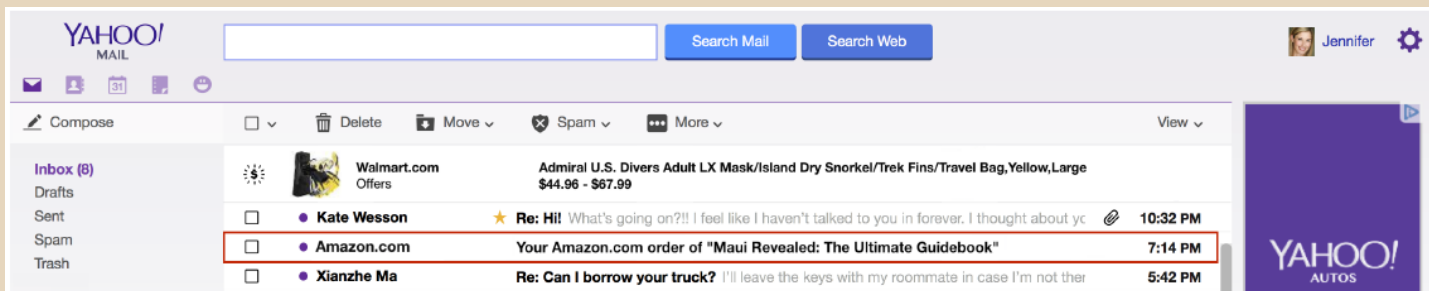 YAHOO!
MAIL
Search Mail
Search Web
Jennifer
31
Compose
Delete
Move
Spam
More
View
Inbox (8)
Drafts
Sent
Spam
Trash
$
Walmart.com
Offers
Admiral U.S. Divers Adult LX Mask/Island Dry Snorkel/Trek Fins/Travel Bag,Yellow,Large
$44.96 - $67.99
Kate Wesson Re: Hi! What's going on?!! I feel like I haven't talked to you in forever. I thought about yo 10:32 PM
Amazon.com Your Amazon.com order of "Maui Revealed: The Ultimate Guidebook" 7:14 PM
Xianzhe Ma Re: Can I borrow your truck? I'll leave the keys with my roommate in case I'm not ther 5:42 PM
YAHOO!
AUTOS